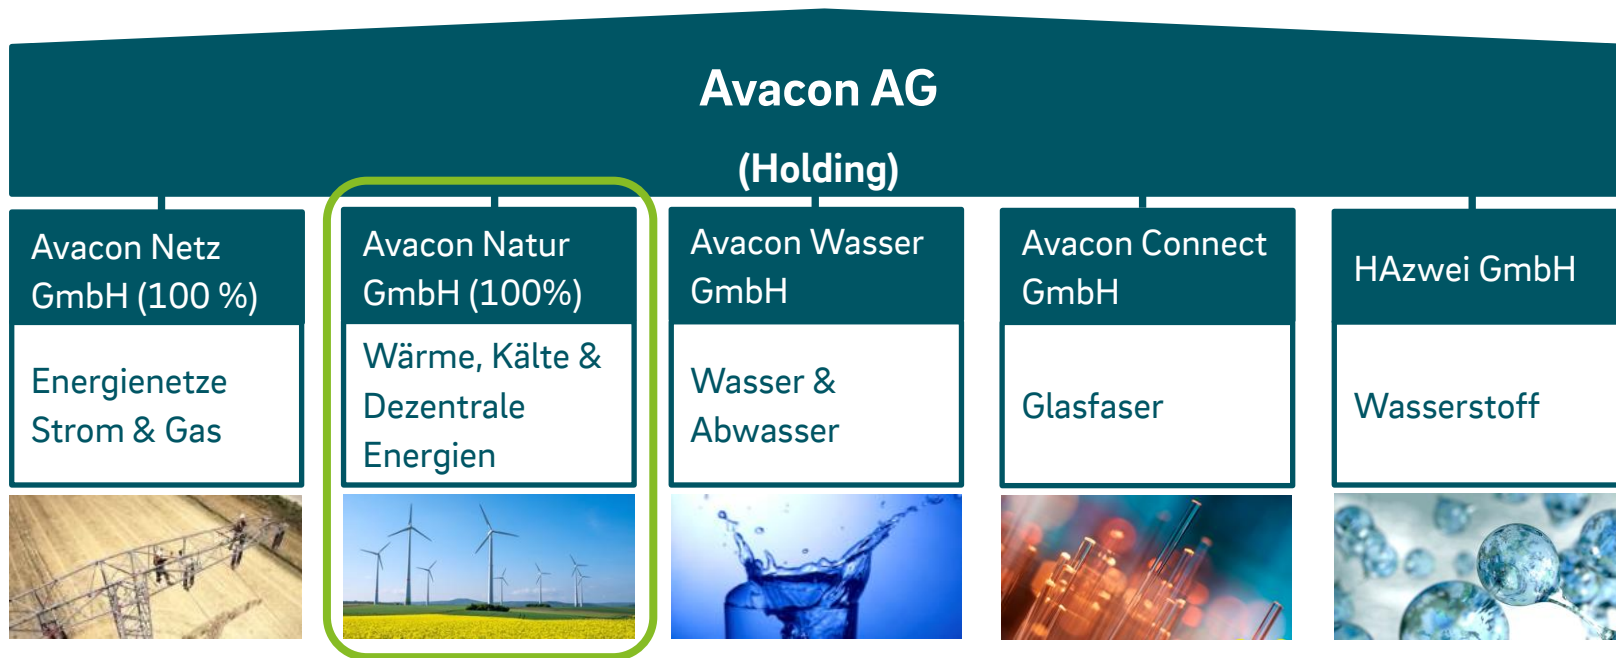 Avacon AG
(Holding)
Avacon Netz
GmbH (100 %)
Energienetze
Strom & Gas
Avacon Natur
GmbH (100%)
Wärme, Kälte &
Dezentrale
Energien
Avacon Wasser
GmbH
Wasser &
Abwasser
Avacon Connect
GmbH
Glasfaser
HAzwei GmbH
Wasserstoff